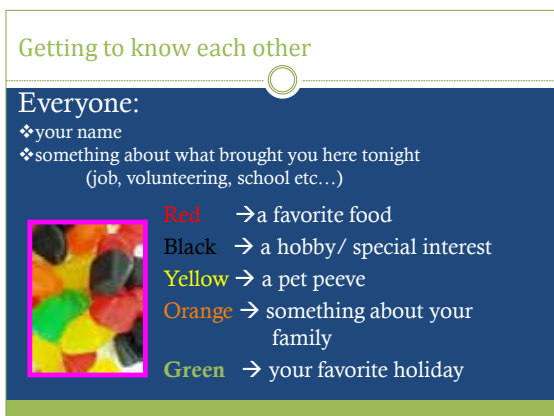 Getting to know each other
Everyone:
❖your name
❖something about what brought you here tonight
(job, volunteering, school etc…)
Red →a favorite food
Black → a hobby/ special interest
Yellow → a pet peeve
Orange → something about your
family
Green → your favorite holiday